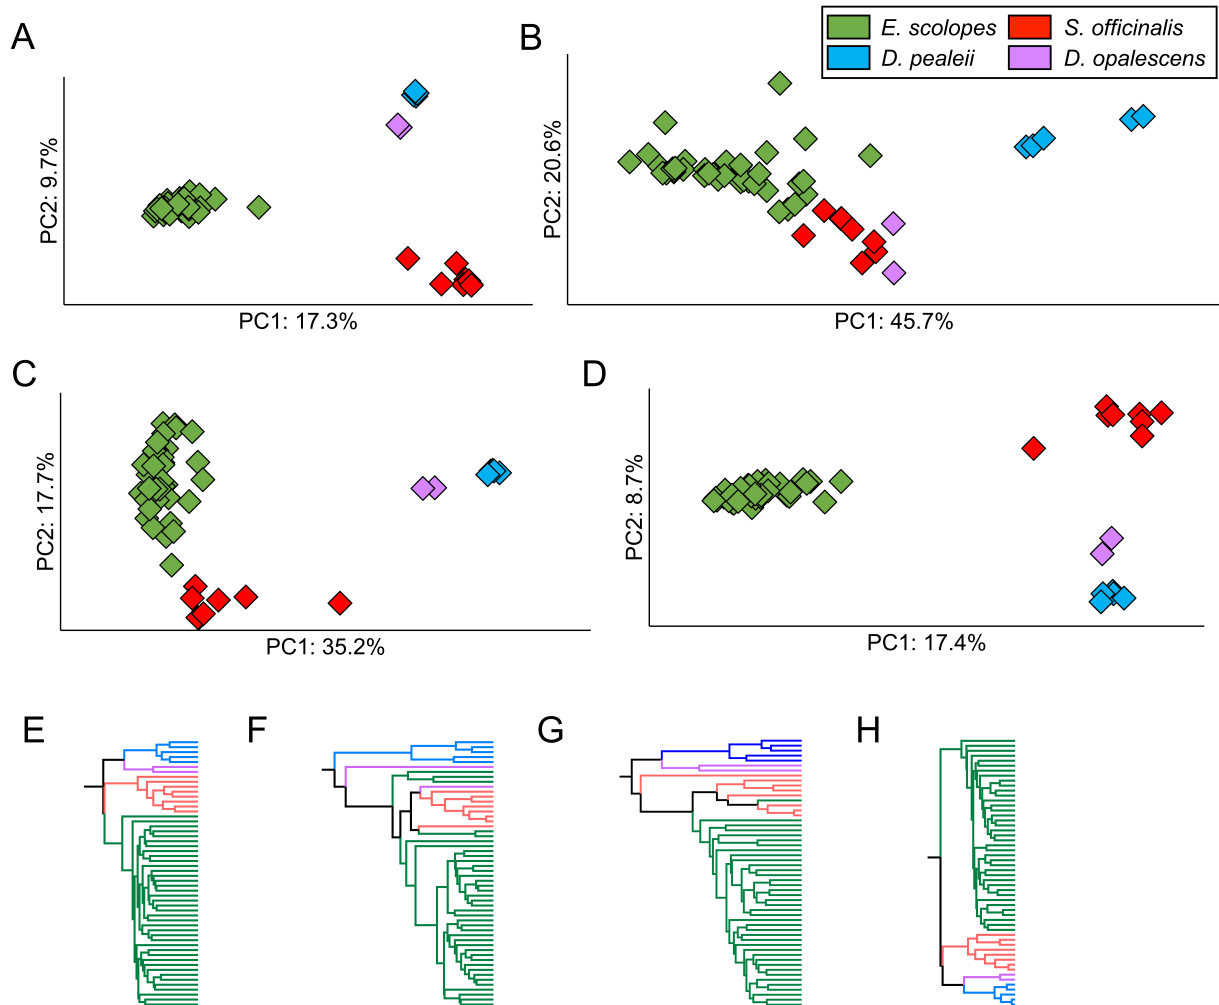 A
B
E. scolopes
S. officinalis
D. pealeii
D. opalescens
PC2: 9.7%
PC1: 17.3%
PC2: 20.6%
PC1: 45.7%
C
D
PC2: 17.7%
PC1: 35.2%
PC2: 8.7%
PC1: 17.4%
E
F
G
H